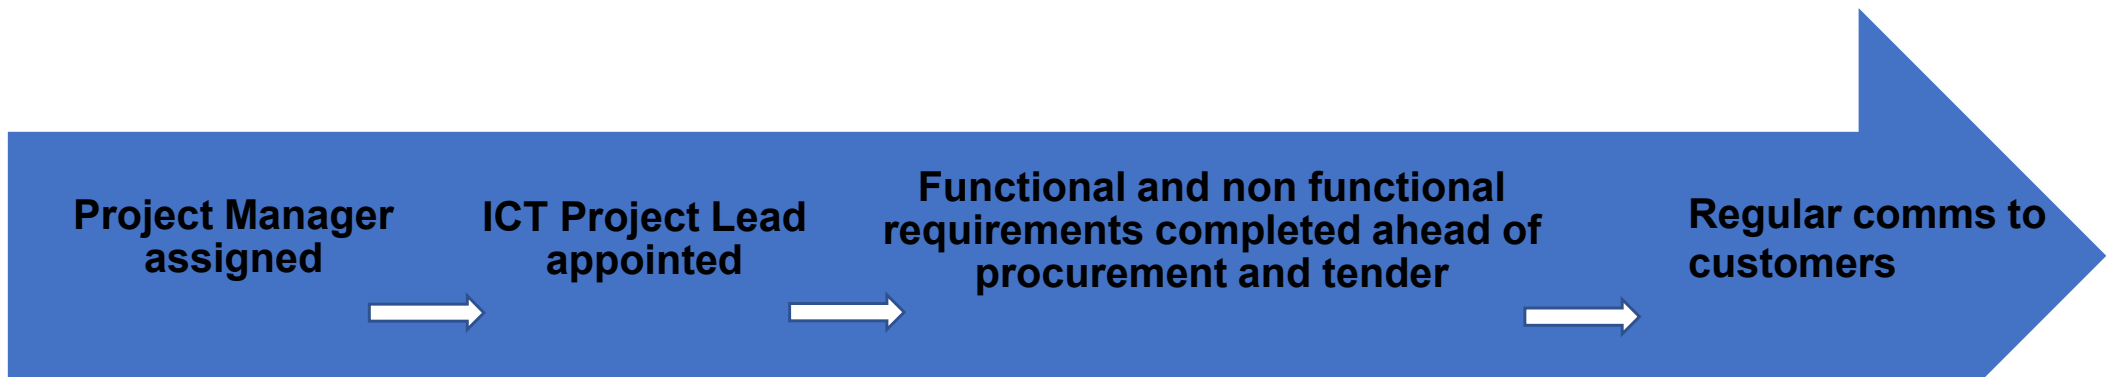 Project Manager
assigned
ICT Project Lead
appointed
Functional and non functional
requirements completed ahead of
procurement and tender
Regular comms to
customers